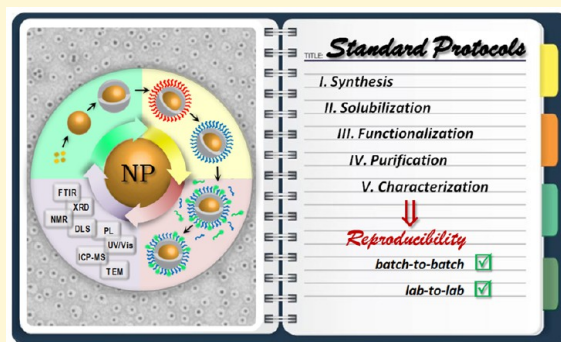 NP
FTIR
XRD
NMR
DLS
PL
UV/Vis
ICP-MS
TEM
TITLE: Standard Protocols
I. Synthesis
II. Solubilization
III. Functionalization
IV. Purification
V. Characterization
Reproducibility
batch-to-batch
lab-to-lab